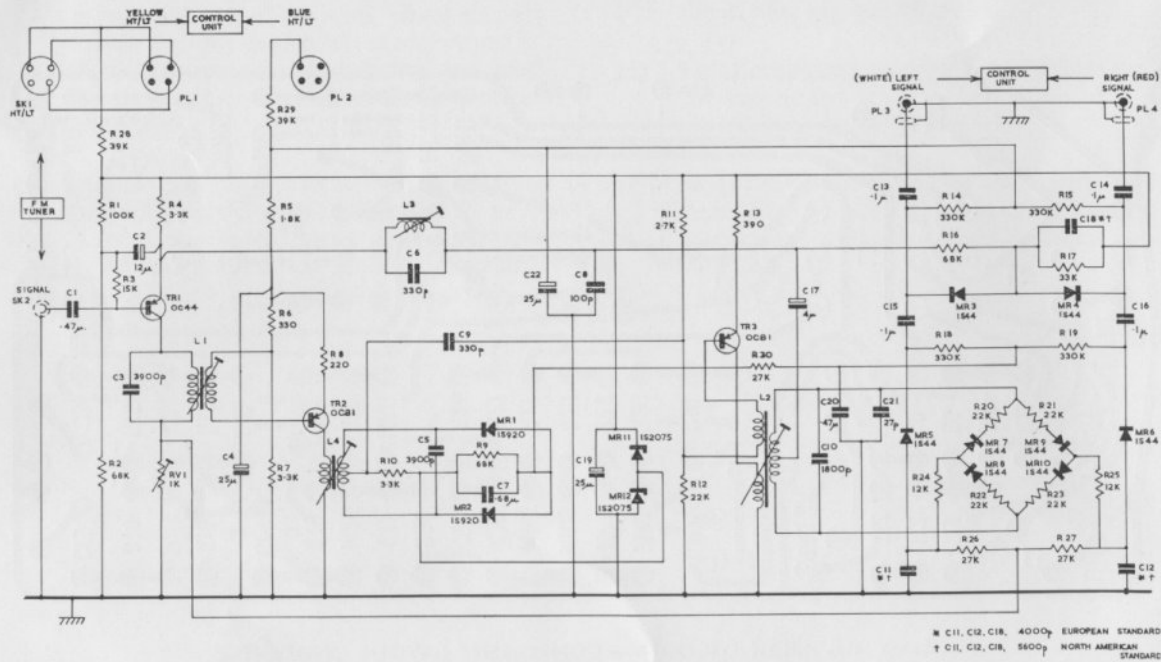 YELLOW HT/LT
CONTROL UNIT
BLUE HT/LT
SK1 HT/LT
PL1
PL2
(WHITE) LEFT SIGNAL
CONTROL UNIT
RIGHT (RED) SIGNAL
PL3
PL4
R28 39K
R29 39K
FM TUNER
R1 100K
R4 3·3K
R5 1·8K
L3
C6 330p
R11 2·7K
R13 390
C13 ·1μ
R14 330K
R15 330K
C14 ·1μ
C18 ※†
C2 12μ
R3 15K
TR1 OC44
SIGNAL SK2
C1 ·47μ
C22 25μ
C8 100p
C17 4μ
R16 68K
R17 33K
MR3 1S44
MR4 1S44
C15 ·1μ
C16 ·1μ
R18 330K
R19 330K
C3 3900p
L1
R6 330
R8 220
C9 330p
TR3 OC81
R30 27K
TR2 OC81
L2
C20 ·47μ
C21 27p
R20 22K
R21 22K
MR5 1S44
MR6 1S44
MR7 1S44
MR9 1S44
MR8 1S44
MR10 1S44
R22 22K
R23 22K
R24 12K
R25 12K
R2 68K
RV1 1K
C4 25μ
R7 3·3K
L4
C5 3900p
MR1 1S920
R9 68K
R10 3·3K
C7 ·68μ
MR2 1S920
C19 25μ
MR11 1S2075
MR12 1S2075
R12 22K
C10 1800p
R26 27K
R27 27K
C11 ※†
C12 ※†
※ C11, C12, C18, 4000p EUROPEAN STANDARD
† C11, C12, C18, 5600p NORTH AMERICAN STANDARD